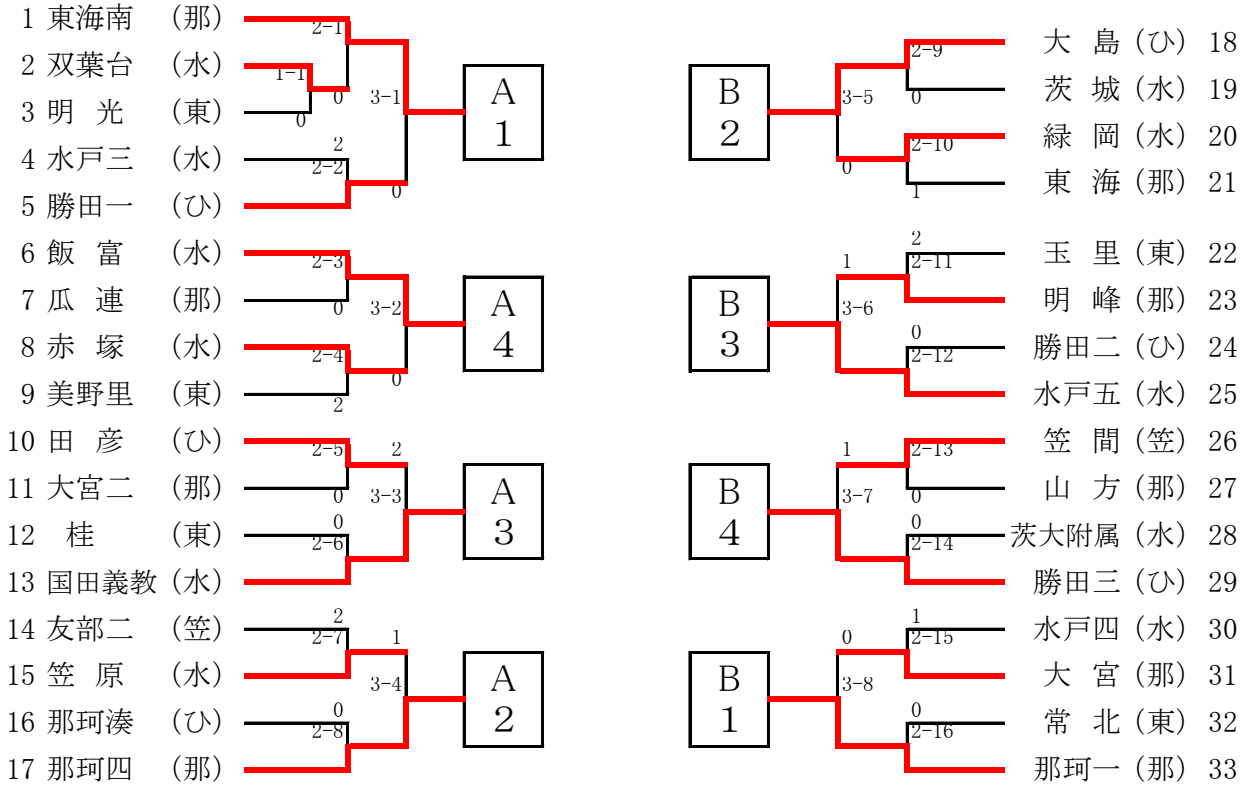 1 東海南 （那）
2 双葉台 （水）
3 明 光 （東）
4 水戸三 （水）
5 勝田一 （ひ）
6 飯 富 （水）
7 瓜 連 （那）
8 赤 塚 （水）
9 美野里 （東）
10 田 彦 （ひ）
11 大宮二 （那）
12 桂 （東）
13 国田義教 （水）
14 友部二 （笠）
15 笠 原 （水）
16 那珂湊 （ひ）
17 那珂四 （那）
2-1
1-1
0
0
3-1
2
2-2
0
2-3
0
3-2
2-4
2
0
2-5
0
2
3-3
0
2-6
2
2-7
1
3-4
0
2-8
A
1
A
4
A
3
A
2
B
2
B
3
B
4
B
1
2-9
0
3-5
2-10
0
1
2
2-11
1
3-6
0
2-12
2-13
0
1
3-7
0
2-14
1
2-15
0
3-8
0
2-16
大 島 （ひ） 18
茨 城 （水） 19
緑 岡 （水） 20
東 海 （那） 21
玉 里 （東） 22
明 峰 （那） 23
勝田二 （ひ） 24
水戸五 （水） 25
笠 間 （笠） 26
山 方 （那） 27
茨大附属 （水） 28
勝田三 （ひ） 29
水戸四 （水） 30
大 宮 （那） 31
常 北 （東） 32
那珂一 （那） 33